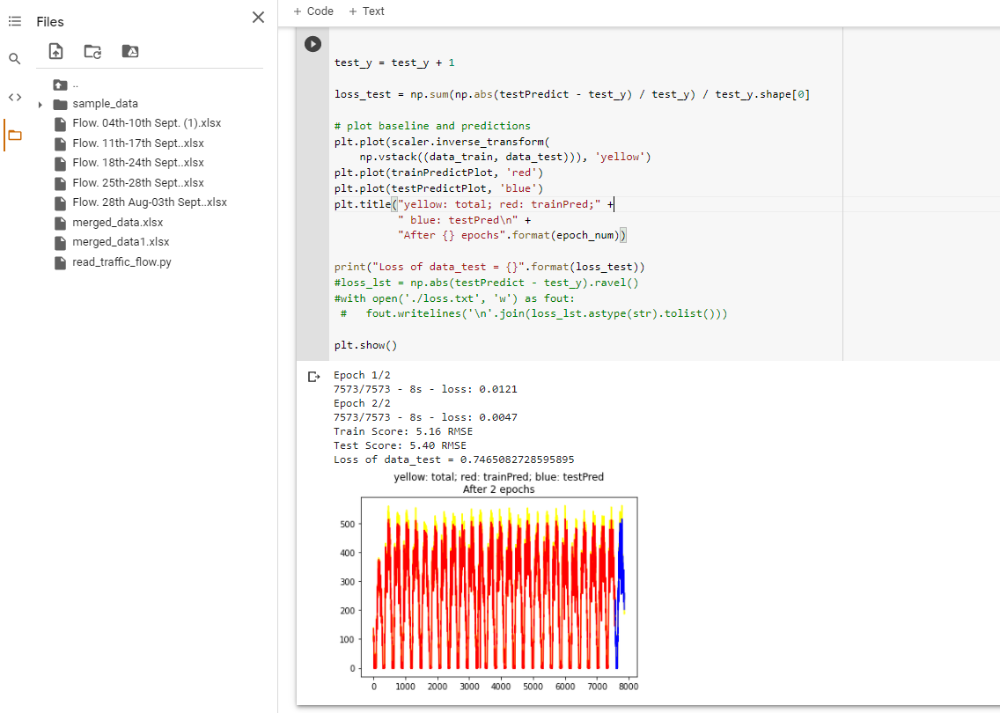 Files
..
sample_data
Flow. 04th-10th Sept. (1).xlsx
Flow. 11th-17th Sept..xlsx
Flow. 18th-24th Sept..xlsx
Flow. 25th-28th Sept..xlsx
Flow. 28th Aug-03th Sept..xlsx
merged_data.xlsx
merged_data1.xlsx
read_traffic_flow.py
+ Code + Text
test_y = test_y + 1
loss_test = np.sum(np.abs(testPredict - test_y) / test_y) / test_y.shape[0]
# plot baseline and predictions
plt.plot(scaler.inverse_transform(
    np.vstack((data_train, data_test))), 'yellow')
plt.plot(trainPredictPlot, 'red')
plt.plot(testPredictPlot, 'blue')
plt.title("yellow: total; red: trainPred;" +
          " blue: testPred\n" +
          "After {} epochs".format(epoch_num))
print("Loss of data_test = {}".format(loss_test))
#loss_lst = np.abs(testPredict - test_y).ravel()
#with open('./loss.txt', 'w') as fout:
 #   fout.writelines('\n'.join(loss_lst.astype(str).tolist()))
plt.show()
Epoch 1/2
7573/7573 - 8s - loss: 0.0121
Epoch 2/2
7573/7573 - 8s - loss: 0.0047
Train Score: 5.16 RMSE
Test Score: 5.40 RMSE
Loss of data_test = 0.7465082728595895
yellow: total; red: trainPred; blue: testPred
After 2 epochs
500
400
300
200
100
0
0 1000 2000 3000 4000 5000 6000 7000 8000